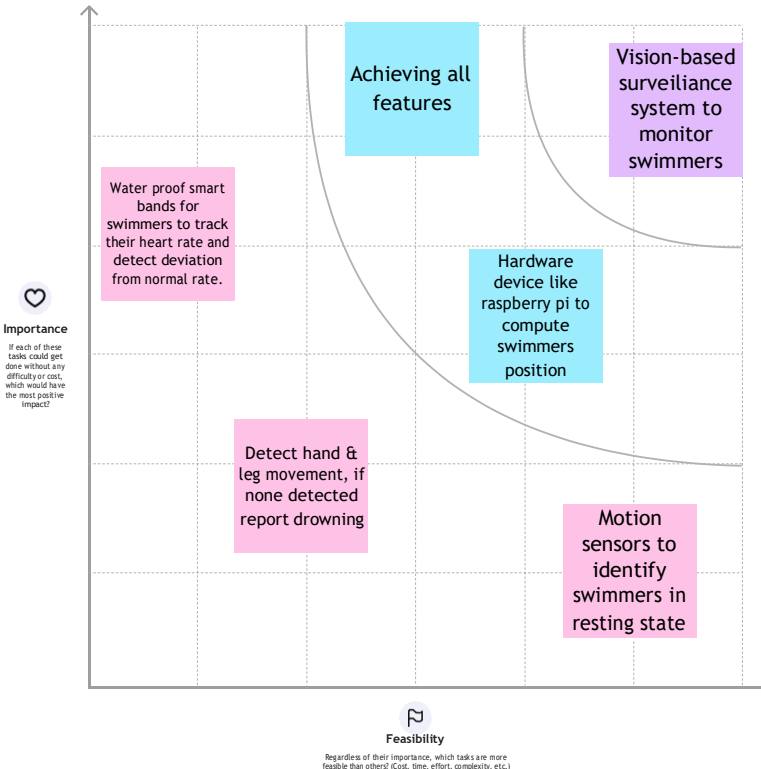 Achieving all
features
Vision-based
surveiliance
system to
monitor
swimmers
Water proof smart
bands for
swimmers to track
their heart rate and
detect deviation
from normal rate.
Hardware
device like
raspberry pi to
compute
swimmers
position
Importance
If each of these
tasks could get
done without any
difficulty or cost,
which would have
the most positive
impact?
Detect hand &
leg movement, if
none detected
report drowning
Motion
sensors to
identify
swimmers in
resting state
Feasibility
Regardless of their importance, which tasks are more
feasible than others? (Cost, time, effort, complexity, etc.)